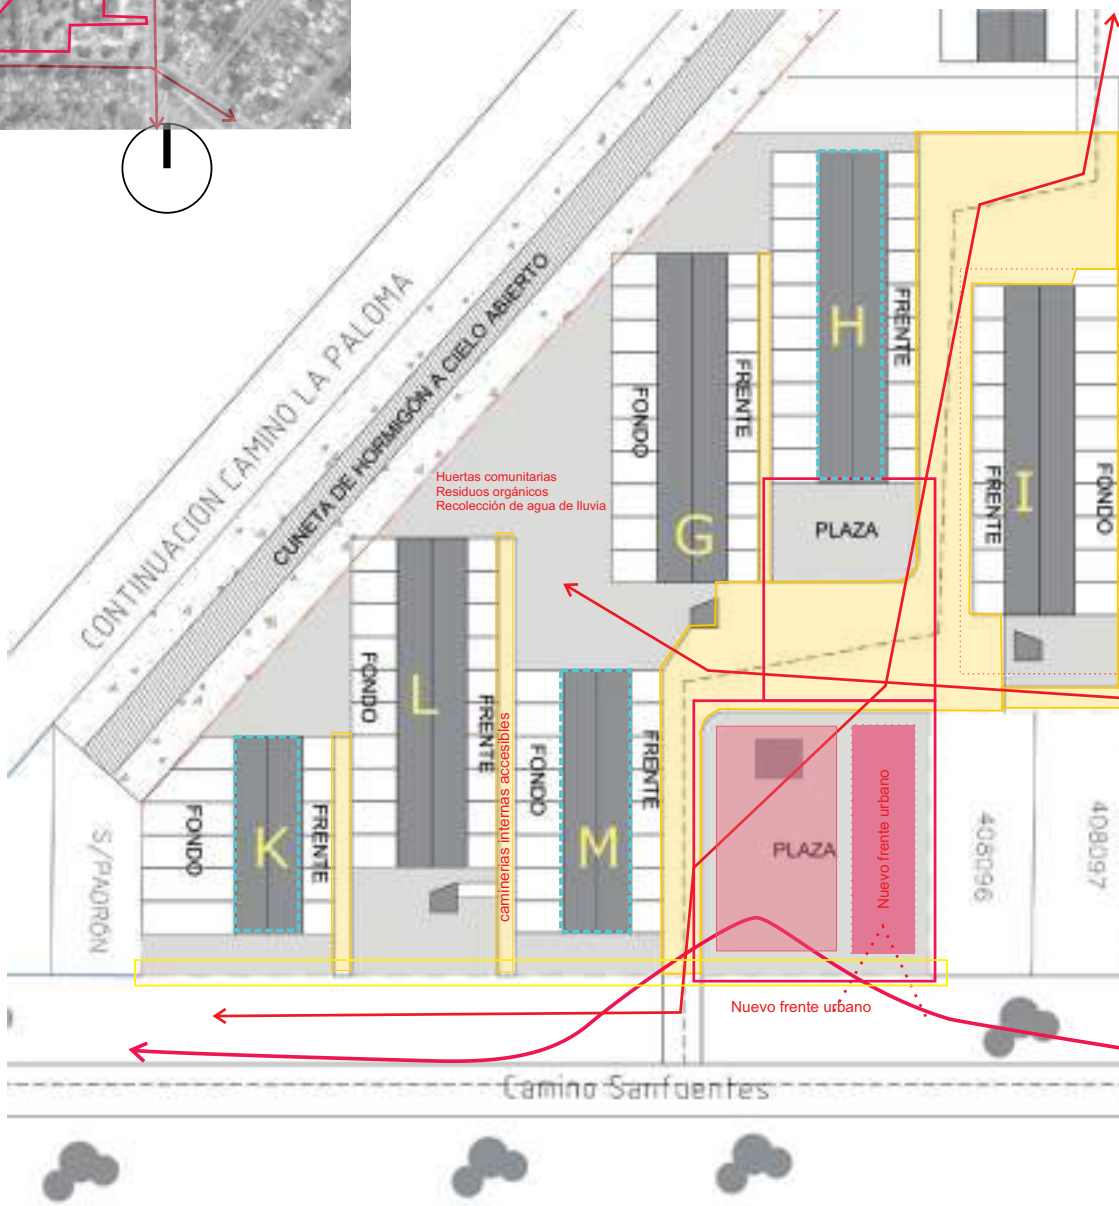 CONTINUACION CAMINO LA PALOMA
CUNETA DE HORMIGÓN A CIELO ABIERTO
H
FRENTE
FRENTE
FONDO
G
Huertas comunitarias
Residuos orgánicos
Recolección de agua de lluvia
PLAZA
I
FRENTE
FONDO
L
FONDO
FRENTE
caminerias internas accesibles
M
FONDO
FRENTE
K
FONDO
FRENTE
S/PADRÓN
PLAZA
Nuevo frente urbano
408096
408097
Nuevo frente urbano
Camino Sanfuentes